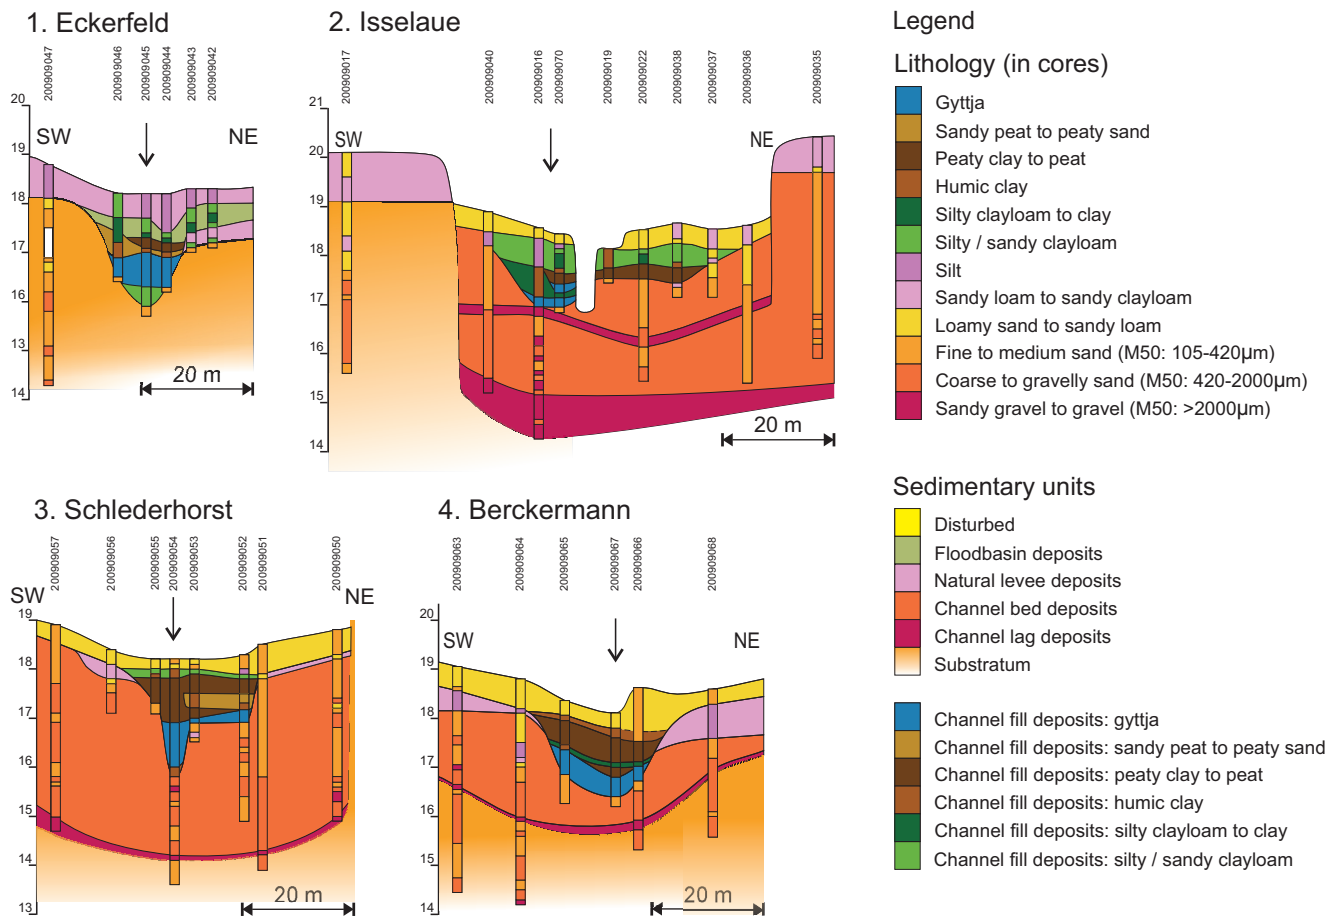 1. Eckerfeld
200909047
200909046
200909045
200909044
200909043
200909042
20
19
18
17
16
13
14
SW
NE
20 m
2. Isselaue
200909017
200909040
200909016
200909070
200909019
200909022
200909038
200909037
200909036
200909035
21
20
19
18
17
16
15
14
SW
NE
20 m
3. Schlederhorst
200909057
200909056
200909055
200909054
200909053
200909052
200909051
200909050
SW
NE
19
18
17
16
15
14
13
20 m
4. Berckermann
200909063
200909064
200909065
200909067
200909066
200909068
20
19
18
17
16
15
14
SW
NE
20 m
Legend
Lithology (in cores)
Gyttja
Sandy peat to peaty sand
Peaty clay to peat
Humic clay
Silty clayloam to clay
Silty / sandy clayloam
Silt
Sandy loam to sandy clayloam
Loamy sand to sandy loam
Fine to medium sand (M50: 105-420µm)
Coarse to gravelly sand (M50: 420-2000µm)
Sandy gravel to gravel (M50: >2000µm)
Sedimentary units
Disturbed
Floodbasin deposits
Natural levee deposits
Channel bed deposits
Channel lag deposits
Substratum
Channel fill deposits: gyttja
Channel fill deposits: sandy peat to peaty sand
Channel fill deposits: peaty clay to peat
Channel fill deposits: humic clay
Channel fill deposits: silty clayloam to clay
Channel fill deposits: silty / sandy clayloam